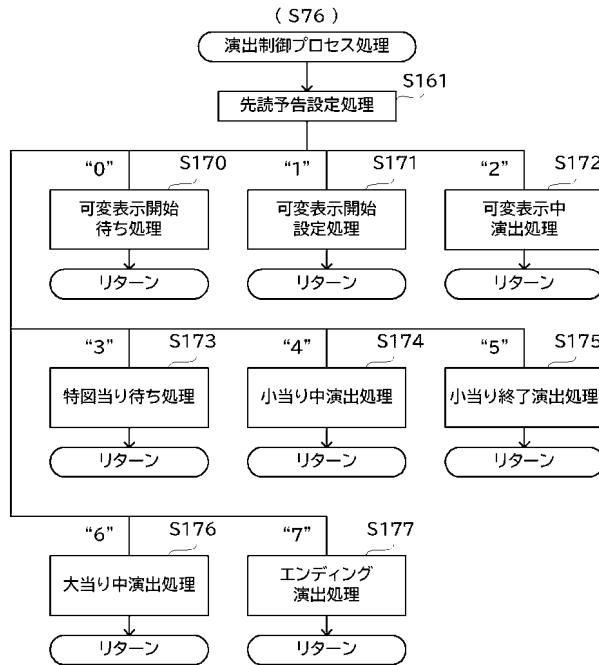 (S76)
演出制御プロセス処理
S161
先読予告設定処理
“0”
S170
“1”
S171
“2”
S172
可変表示開始
待ち処理
可変表示開始
設定処理
可変表示中
演出処理
リターン
リターン
リターン
“3”
S173
“4”
S174
“5”
S175
特図当り待ち処理
小当り中演出処理
小当り終了演出処理
リターン
リターン
リターン
“6”
S176
“7”
S177
大当り中演出処理
エンディング
演出処理
リターン
リターン